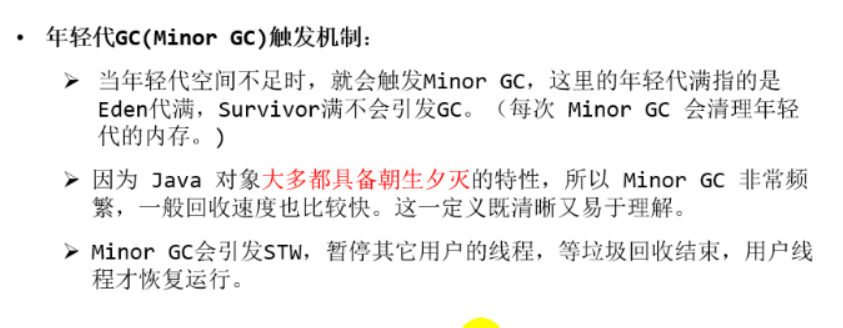 • 年轻代GC(Minor GC)触发机制：
➢ 当年轻代空间不足时，就会触发Minor GC，这里的年轻代满指的是
Eden代满，Survivor满不会引发GC。（每次 Minor GC 会清理年轻
代的内存。)
➢ 因为 Java 对象大多都具备朝生夕灭的特性，所以 Minor GC 非常频
繁，一般回收速度也比较快。这一定义既清晰又易于理解。
➢ Minor GC会引发STW，暂停其它用户的线程，等垃圾回收结束，用户线
程才恢复运行。